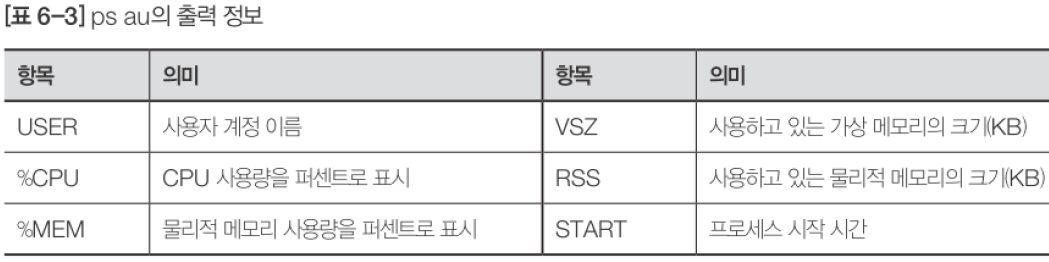 [표 6-3] ps au의 출력 정보
항목 의미 항목 의미
USER 사용자 계정 이름 VSZ 사용하고 있는 가상 메모리의 크기(KB)
%CPU CPU 사용량을 퍼센트로 표시 RSS 사용하고 있는 물리적 메모리의 크기(KB)
%MEM 물리적 메모리 사용량을 퍼센트로 표시 START 프로세스 시작 시간